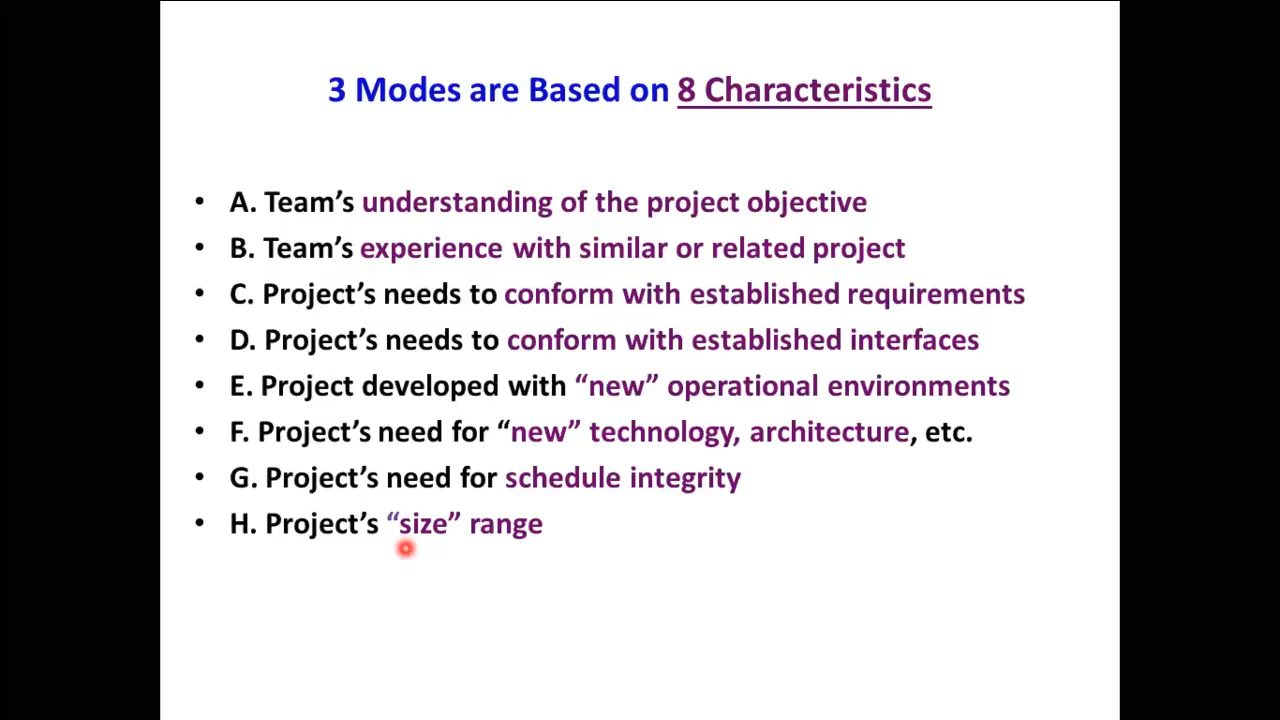 3 Modes are Based on 8 Characteristics
• A. Team’s understanding of the project objective
• B. Team’s experience with similar or related project
• C. Project’s needs to conform with established requirements
• D. Project’s needs to conform with established interfaces
• E. Project developed with “new” operational environments
• F. Project’s need for “new” technology, architecture, etc.
• G. Project’s need for schedule integrity
• H. Project’s “size” range